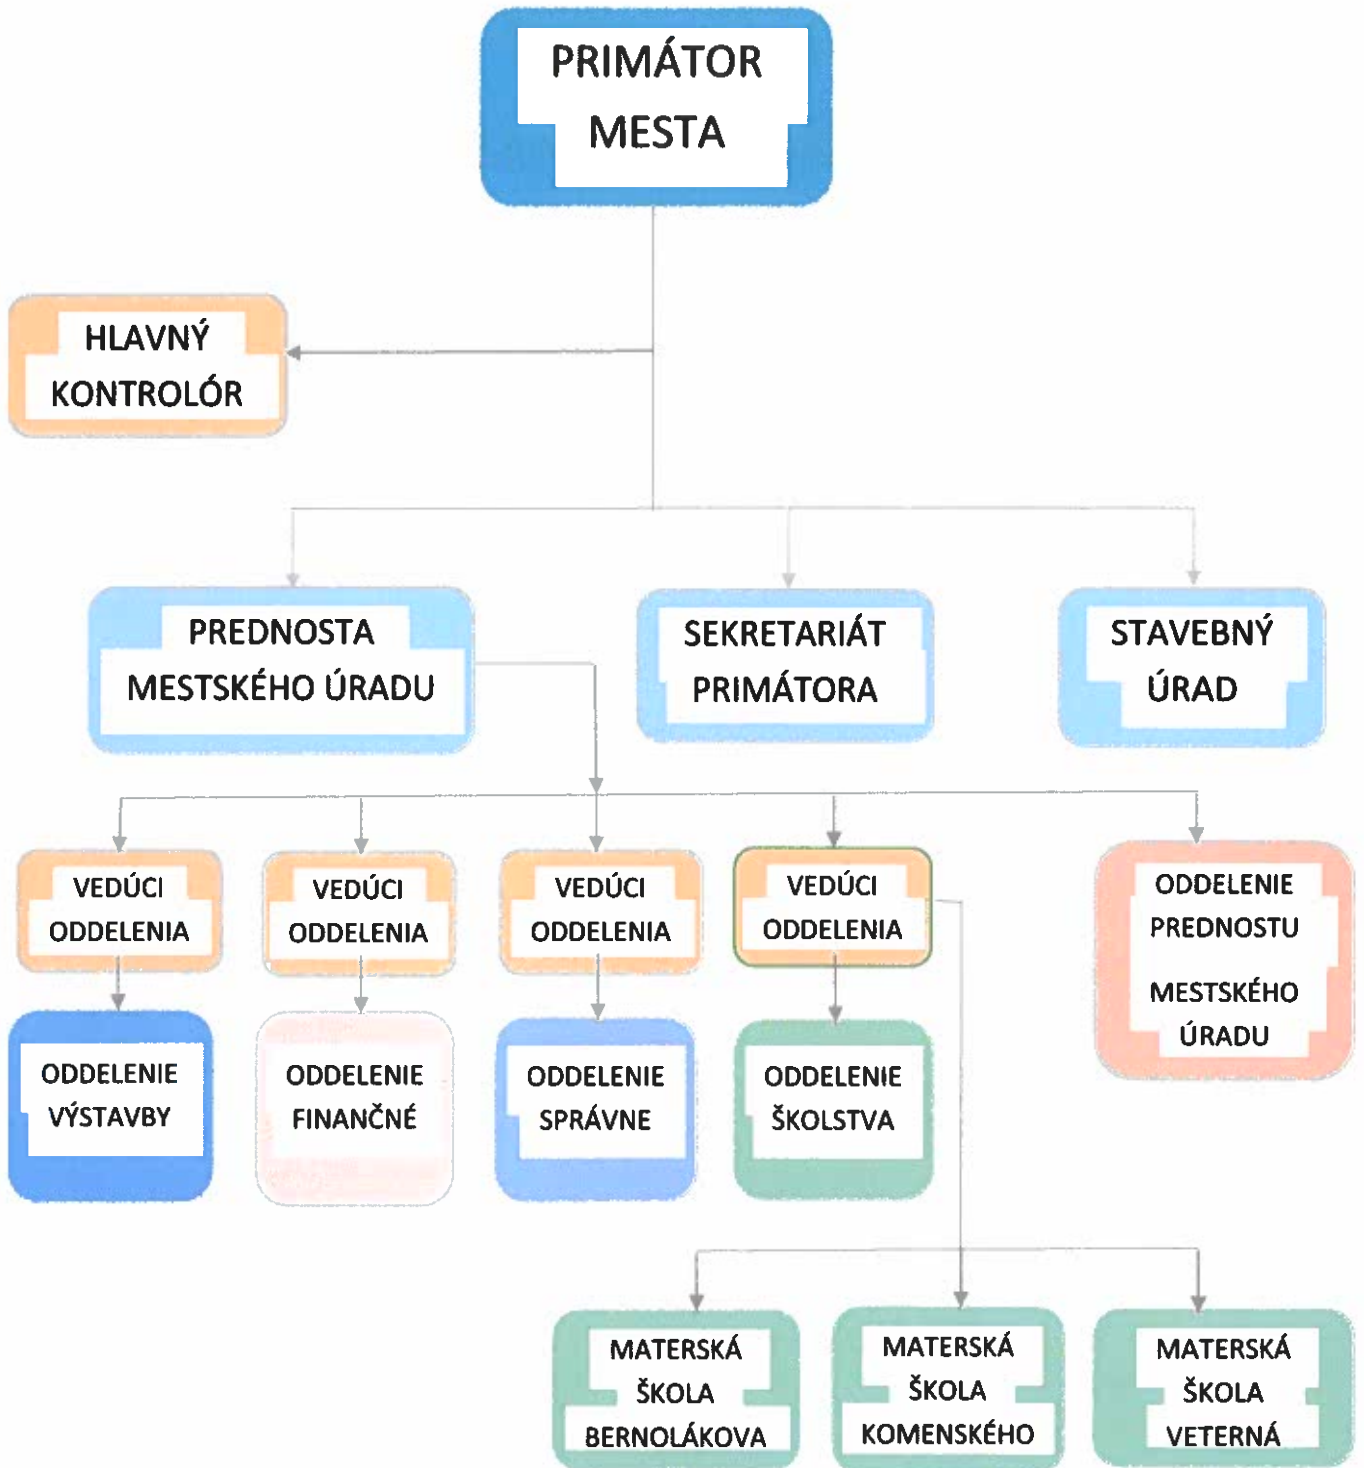 PRIMÁTOR
MESTA
HLAVNÝ
KONTROLÓR
PREDNOSTA
MESTSKÉHO ÚRADU
SEKRETARIÁT
PRIMÁTORA
STAVEBNÝ
ÚRAD
VEDÚCI
ODDELENIA
VEDÚCI
ODDELENIA
VEDÚCI
ODDELENIA
VEDÚCI
ODDELENIA
ODDELENIE
PREDNOSTU
MESTSKÉHO
ÚRADU
ODDELENIE
VÝSTAVBY
ODDELENIE
FINANČNÉ
ODDELENIE
SPRÁVNE
ODDELENIE
ŠKOLSTVA
MATERSKÁ
ŠKOLA
BERNOLÁKOVA
MATERSKÁ
ŠKOLA
KOMENSKÉHO
MATERSKÁ
ŠKOLA
VETERNÁ